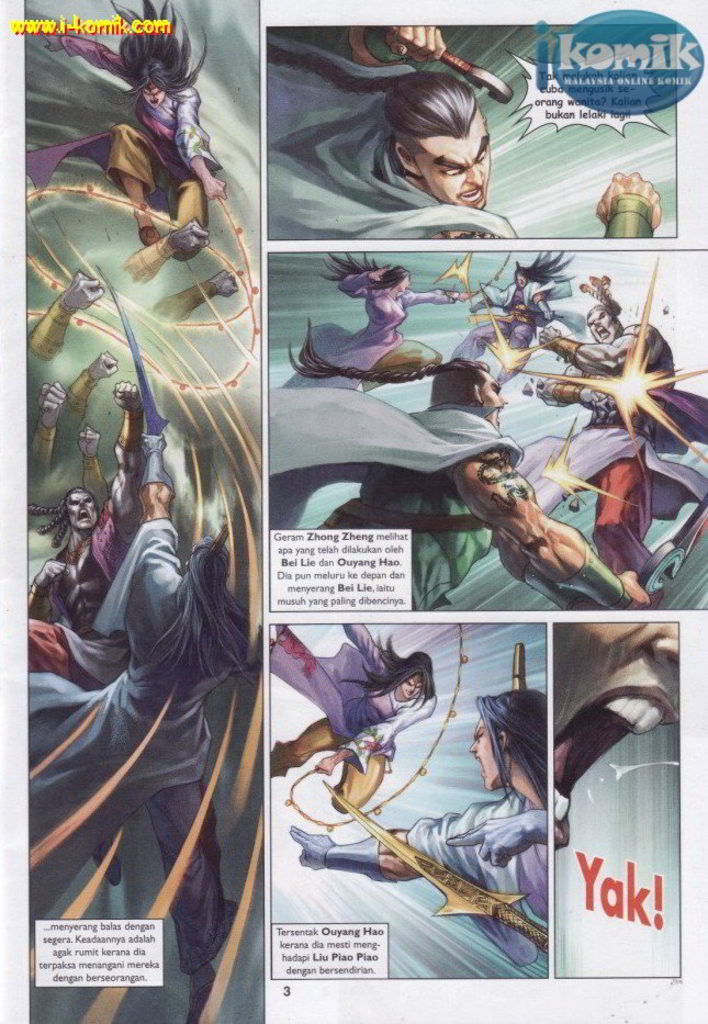 www.i-komik.com
ikomik
MALAYSIA ONLINE KOMIK
Tak malukah kalian
cuba mengusik se-
orang wanita? Kalian
bukan lelaki lagi!
Geram Zhong Zheng melihat
apa yang telah dilakukan oleh
Bei Lie dan Ouyang Hao.
Dia pun meluru ke depan dan
menyerang Bei Lie, iaitu
musuh yang paling dibencinya.
...menyerang balas dengan
segera. Keadaannya adalah
agak rumit kerana dia
terpaksa menangani mereka
dengan berseorangan.
Tersentak Ouyang Hao
kerana dia mesti meng-
hadapi Liu Piao Piao
dengan bersendirian.
Yak!
3